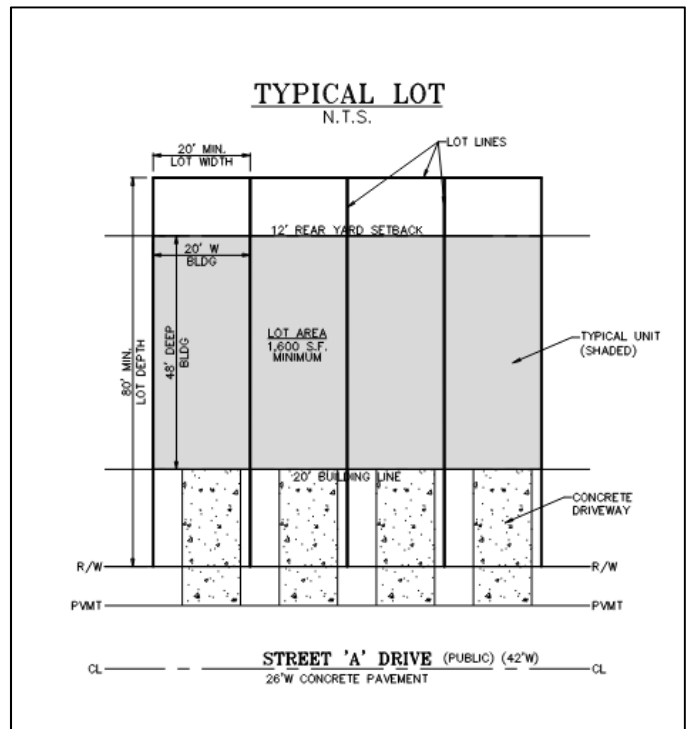 TYPICAL LOT
N.T.S.
20' MIN.
LOT WIDTH
LOT LINES
12' REAR YARD SETBACK
20' W
BLDG
80' MIN.
LOT DEPTH
48' DEEP
BLDG
LOT AREA
1,600 S.F.
MINIMUM
TYPICAL UNIT
(SHADED)
20' BUILDING LINE
CONCRETE
DRIVEWAY
R/W R/W
PVMT PVMT
CL STREET 'A' DRIVE (PUBLIC) (42'W) CL
26'W CONCRETE PAVEMENT